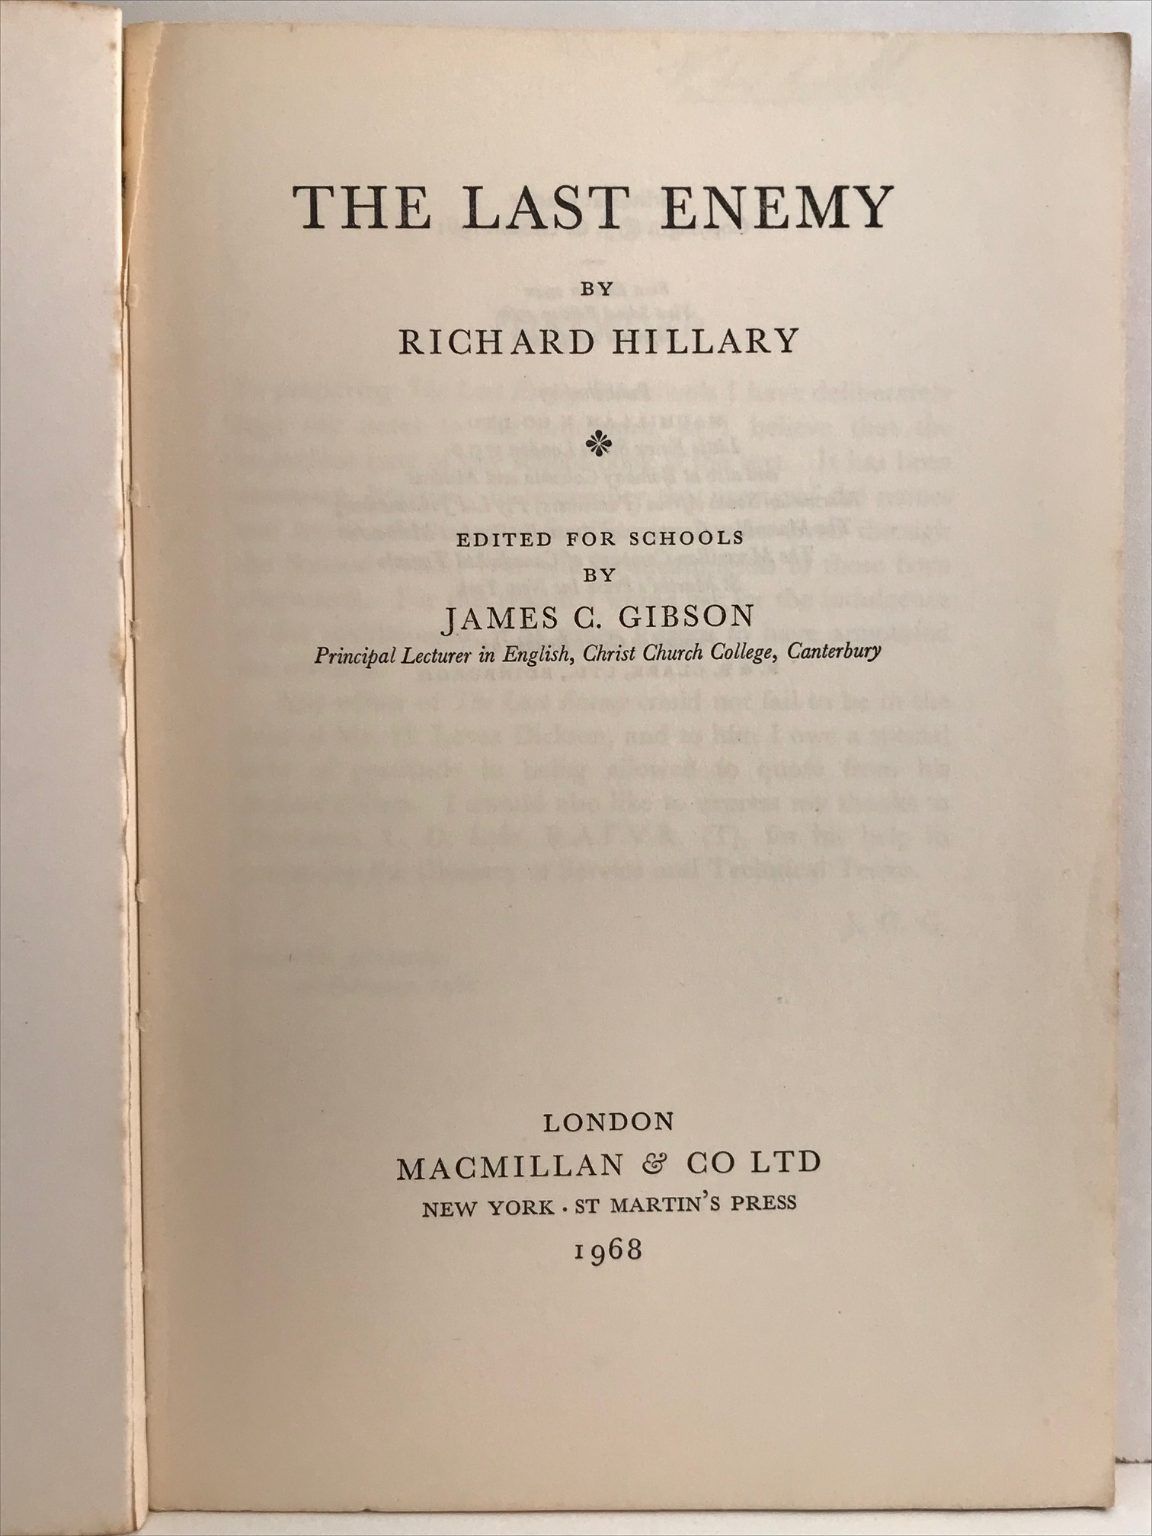 THE LAST ENEMY
BY
RICHARD HILLARY
EDITED FOR SCHOOLS
BY
JAMES C. GIBSON
Principal Lecturer in English, Christ Church College, Canterbury
LONDON
MACMILLAN & CO LTD
NEW YORK · ST MARTIN'S PRESS
1968